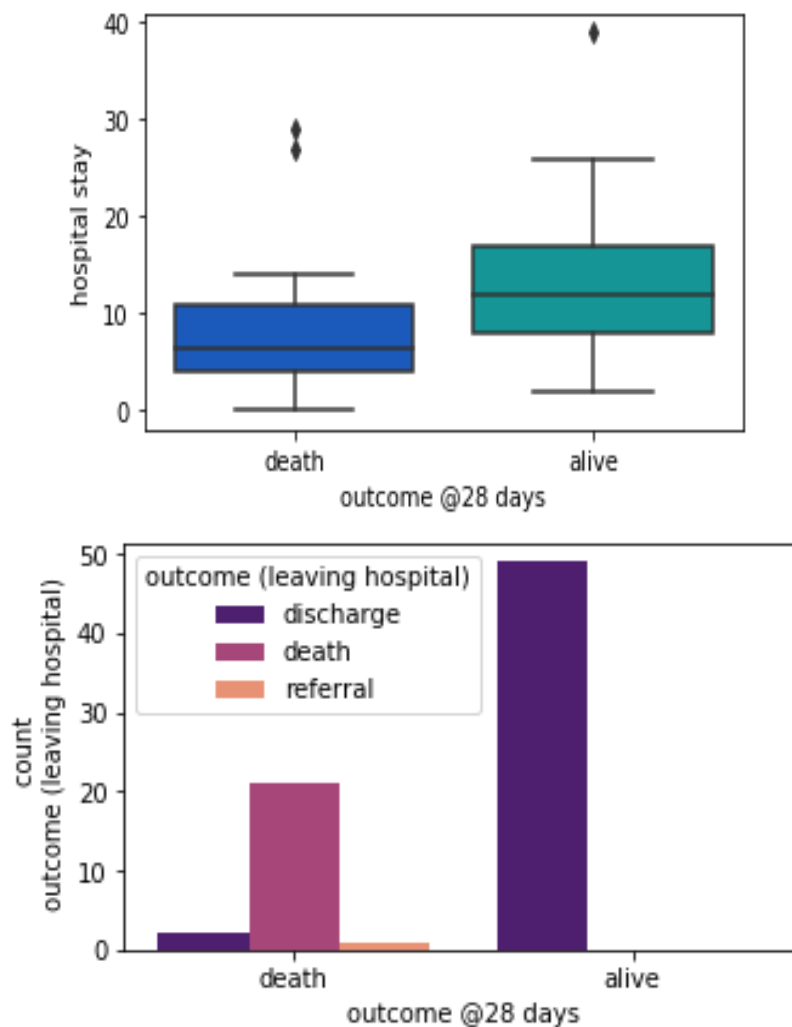 40
30
20
10
0
hospital stay
death alive
outcome @28 days
50
40
30
20
10
0
count
outcome (leaving hospital)
outcome (leaving hospital)
discharge
death
referral
death alive
outcome @28 days